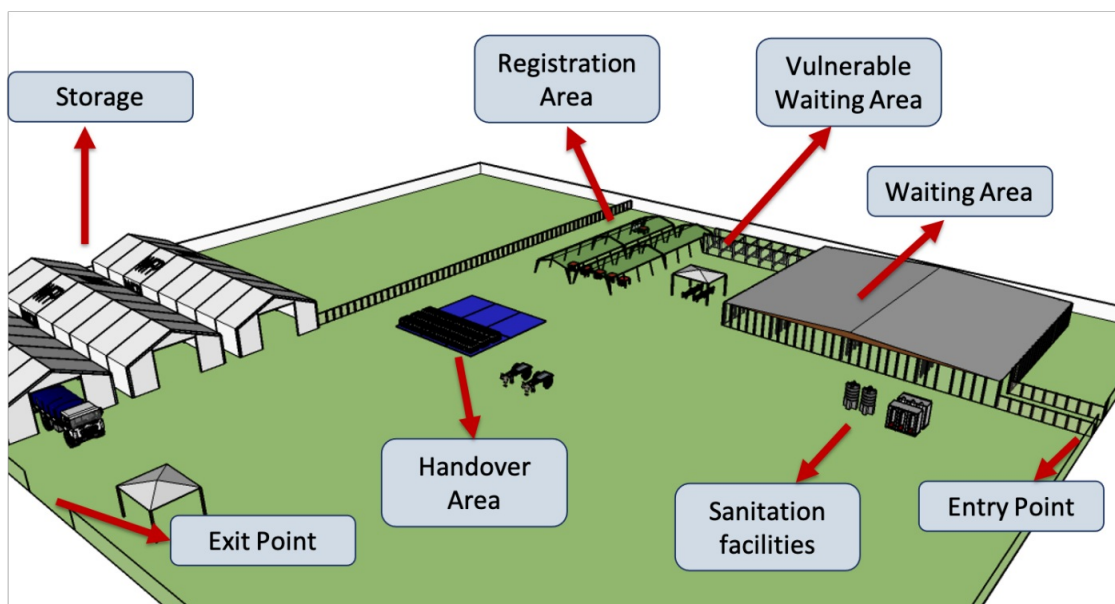 Storage
Registration
Area
Vulnerable
Waiting Area
Waiting Area
Handover
Area
Sanitation
facilities
Entry Point
Exit Point